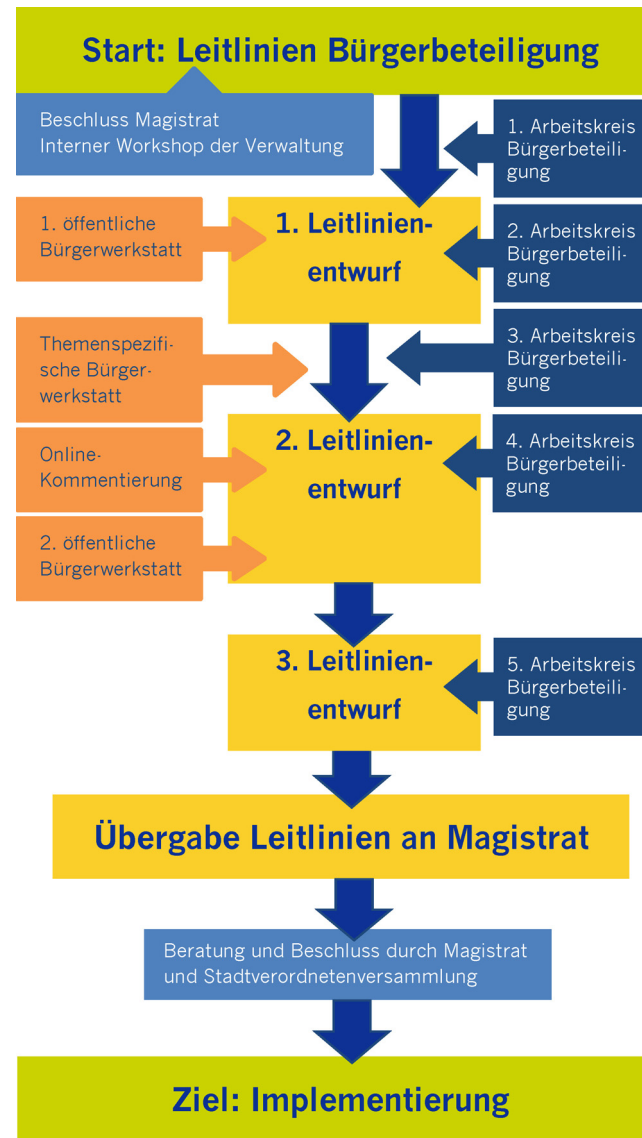 Start: Leitlinien Bürgerbeteiligung
Beschluss Magistrat
Interner Workshop der Verwaltung
1. Arbeitskreis
Bürgerbeteili-
gung
1. öffentliche
Bürgerwerkstatt
1. Leitlinien-
entwurf
2. Arbeitskreis
Bürgerbeteili-
gung
Themenspezifi-
sche Bürger-
werkstatt
3. Arbeitskreis
Bürgerbeteili-
gung
Online-
Kommentierung
2. Leitlinien-
entwurf
4. Arbeitskreis
Bürgerbeteili-
gung
2. öffentliche
Bürgerwerkstatt
3. Leitlinien-
entwurf
5. Arbeitskreis
Bürgerbeteili-
gung
Übergabe Leitlinien an Magistrat
Beratung und Beschluss durch Magistrat
und Stadtverordnetenversammlung
Ziel: Implementierung